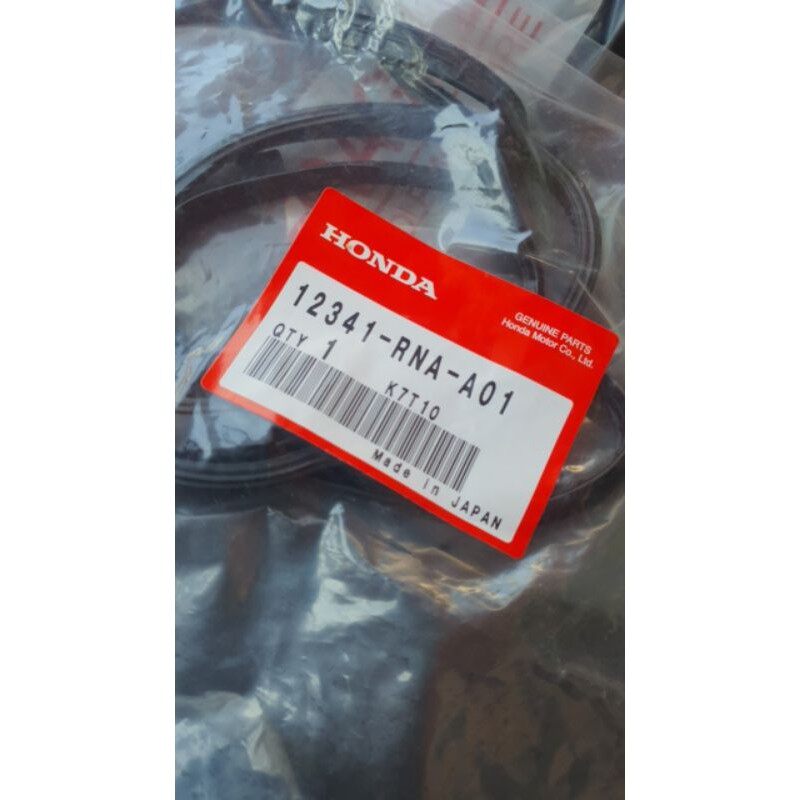 HONDA
GENUINE PARTS
Honda Motor Co., Ltd.
12341-RNA-A01
QTY 1
K7T10
Made in JAPAN